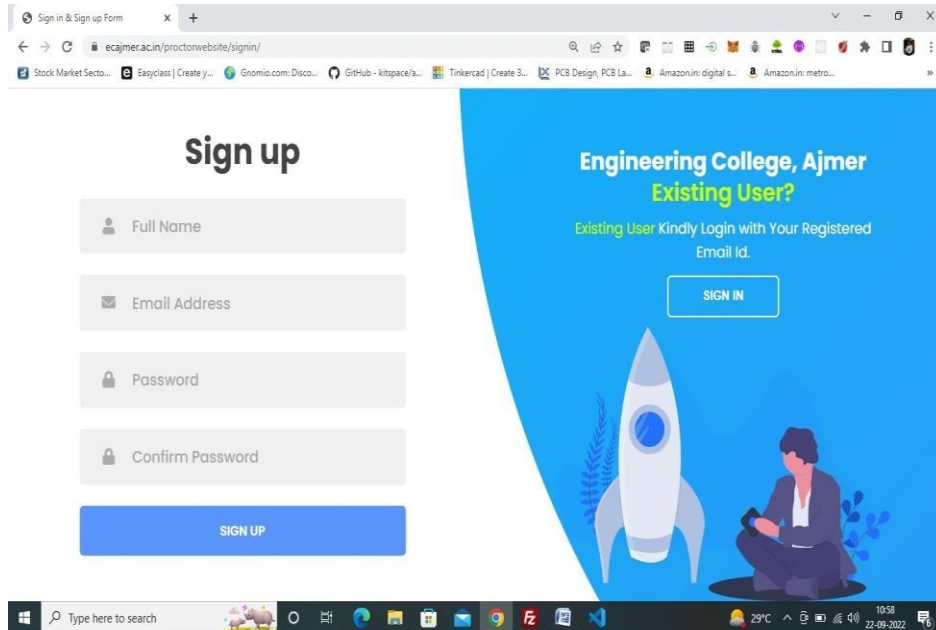 Sign in & Sign up Form
ecajmer.ac.in/proctorwebsite/signin/
Stock Market Secto...
Easyclass | Create y...
Gnomio.com: Disco...
GitHub - kitspace/a...
Tinkercad | Create 3...
PCB Design, PCB La...
Amazon.in: digital s...
Amazon.in: metro...
Sign up
Full Name
Email Address
Password
Confirm Password
SIGN UP
Engineering College, Ajmer
Existing User?
Existing User Kindly Login with Your Registered
Email Id.
SIGN IN
Type here to search
29°C
10:58
22-09-2022